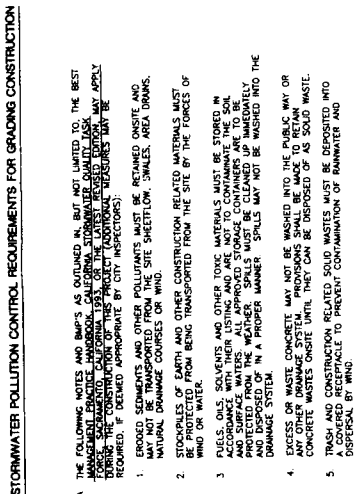 STORMWATER POLLUTION CONTROL REQUIREMENTS FOR GRADING CONSTRUCTION
A THE FOLLOWING NOTES AND BMP'S AS OUTLINED IN, BUT NOT LIMITED TO, THE BEST
MANAGEMENT PRACTICE HANDBOOK, CALIFORNIA STORMWATER QUALITY TASK
FORCE, SACRAMENTO, CALIFORNIA 1993, OR THE LATEST REVISED EDITION, MAY APPLY
DURING THE CONSTRUCTION OF THIS PROJECT (ADDITIONAL MEASURES MAY BE
REQUIRED, IF DEEMED APPROPRIATE BY CITY INSPECTORS):
1. ERODED SEDIMENTS AND OTHER POLLUTANTS MUST BE RETAINED ONSITE AND
MAY NOT BE TRANSPORTED FROM THE SITE SHEETFLOW, SWALES, AREA DRAINS,
NATURAL DRAINAGE COURSES OR WIND.
2. STOCKPILES OF EARTH AND OTHER CONSTRUCTION RELATED MATERIALS MUST
BE PROTECTED FROM BEING TRANSPORTED FROM THE SITE BY THE FORCES OF
WIND OR WATER.
3 FUELS, OILS, SOLVENTS AND OTHER TOXIC MATERIALS MUST BE STORED IN
ACCORDANCE WITH THEIR LISTING AND ARE NOT TO CONTAMINATE THE SOIL
AND SURFACE WATERS. ALL APPROVED STORAGE CONTAINERS ARE TO BE
PROTECTED FROM THE WEATHER. SPILLS MUST BE CLEANED UP IMMEDIATELY
AND DISPOSED OF IN A PROPER MANNER. SPILLS MAY NOT BE WASHED INTO THE
DRAINAGE SYSTEM.
4. EXCESS OR WASTE CONCRETE MAY NOT BE WASHED INTO THE PUBLIC WAY OR
ANY OTHER DRAINAGE SYSTEM. PROVISIONS SHALL BE MADE TO RETAIN
CONCRETE WASTES ONSITE UNTIL THEY CAN BE DISPOSED OF AS SOLID WASTE.
5. TRASH AND CONSTRUCTION RELATED SOLID WASTES MUST BE DEPOSITED INTO
A COVERED RECEPTACLE TO PREVENT CONTAMINATION OF RAINWATER AND
DISPERSAL BY WIND.